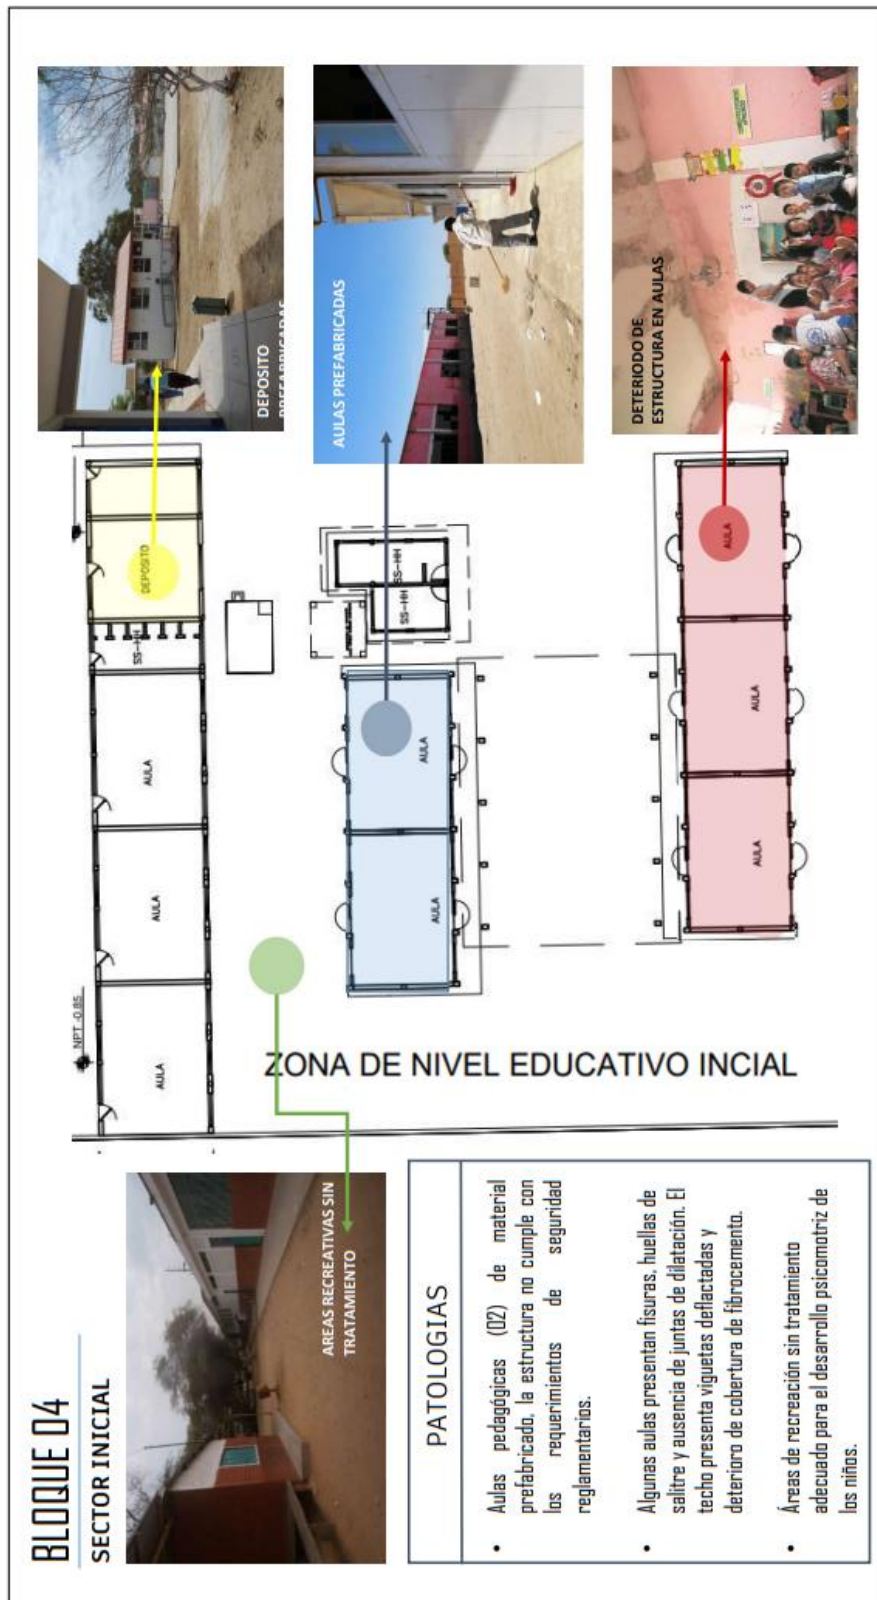 BLOQUE 04
SECTOR INICIAL
AREAS RECREATIVAS SIN
TRATAMIENTO
PATOLOGIAS
• Aulas pedagógicas (02) de material
prefabricado, la estructura no cumple con
los requerimientos de seguridad
reglamentarios.
• Algunas aulas presentan fisuras, huellas de
salitre y ausencia de juntas de dilatación. El
techo presenta viguetas deflactadas y
deterioro de cobertura de fibrocemento.
• Áreas de recreación sin tratamiento
adecuado para el desarrollo psicomotriz de
los niños.
NPT -0.85
AULA
AULA
AULA
SS-HH
DEPOSITO
ZONA DE NIVEL EDUCATIVO INCIAL
AULA
AULA
SS-HH
SS-HH
AULA
AULA
AULA
DEPOSITO
PREFABRICADAS
AULAS PREFABRICADAS
DETERIODO DE
ESTRUCTURA EN AULAS